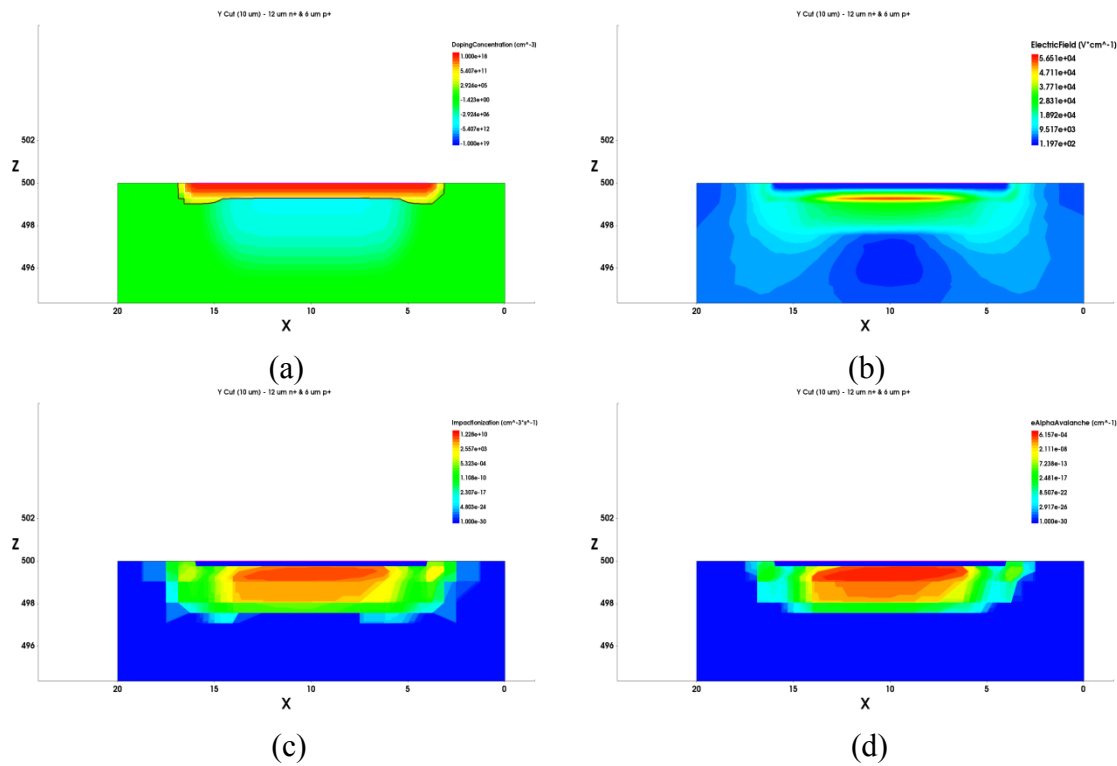 Y Cut (10 um) - 12 um n+ & 6 um p+
DopingConcentration (cm^-3)
1.000e+18
5.407e+11
2.924e+05
-1.423e+00
-2.924e+06
-5.407e+12
-1.000e+19
502
Z
500
498
496
20
15
10
5
0
X
(a)
Y Cut (10 um) - 12 um n+ & 6 um p+
ElectricField (V*cm^-1)
5.651e+04
4.711e+04
3.771e+04
2.831e+04
1.892e+04
9.517e+03
1.197e+02
502
Z
500
498
496
20
15
10
5
0
X
(b)
Y Cut (10 um) - 12 um n+ & 6 um p+
ImpactIonization (cm^-3*s^-1)
1.228e+10
2.557e+03
5.323e-04
1.108e-10
2.307e-17
4.803e-24
1.000e-30
502
Z
500
498
496
20
15
10
5
0
X
(c)
Y Cut (10 um) - 12 um n+ & 6 um p+
eAlphaAvalanche (cm^-1)
6.157e-04
2.111e-08
7.238e-13
2.481e-17
8.507e-22
2.917e-26
1.000e-30
502
Z
500
498
496
20
15
10
5
0
X
(d)